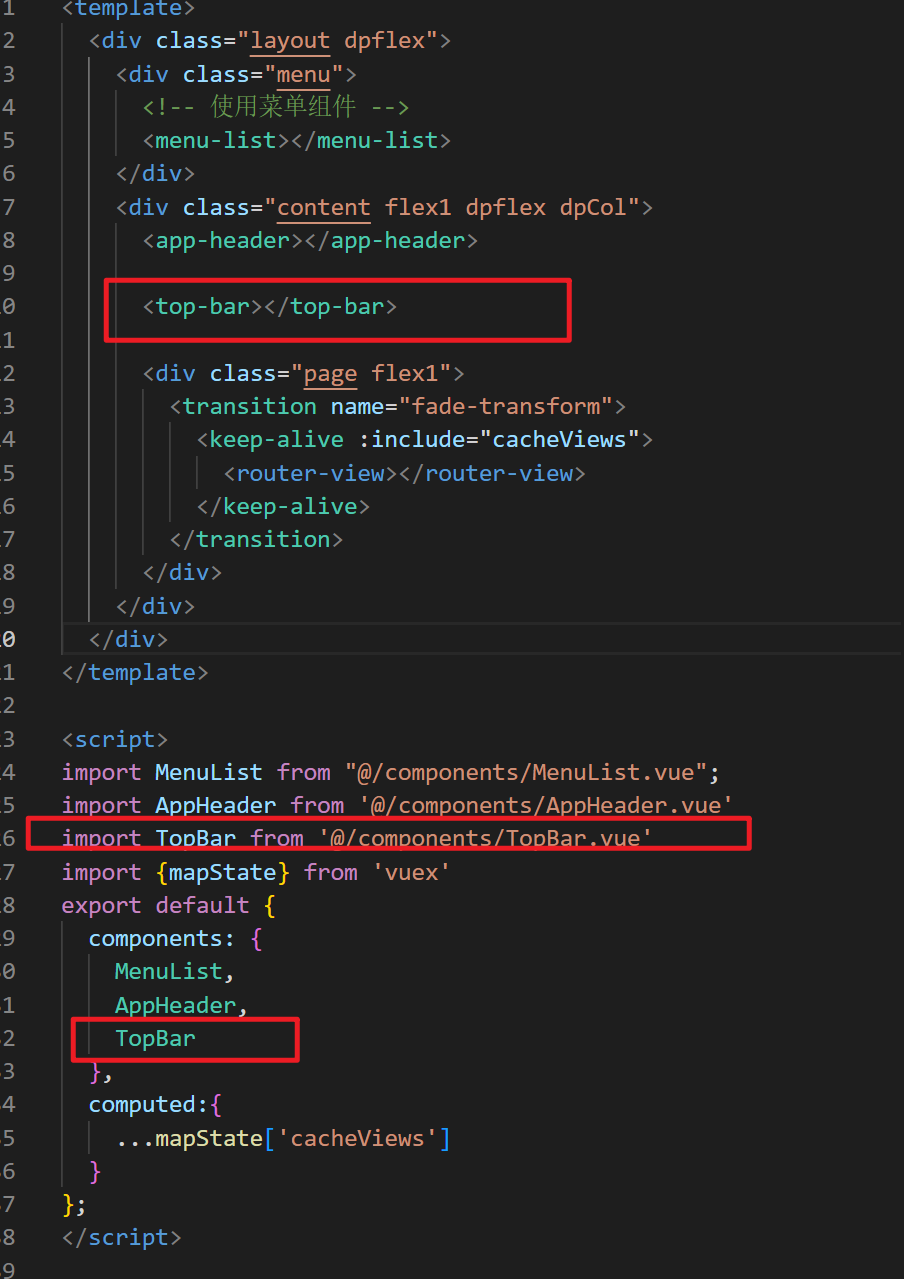 1 <template>
2 <div class="layout dpflex">
3 <div class="menu">
4 <!-- 使用菜单组件 -->
5 <menu-list></menu-list>
6 </div>
7 <div class="content flex1 dpflex dpCol">
8 <app-header></app-header>
9
0 <top-bar></top-bar>
1
2 <div class="page flex1">
3 <transition name="fade-transform">
4 <keep-alive :include="cacheViews">
5 <router-view></router-view>
6 </keep-alive>
7 </transition>
8 </div>
9 </div>
0 </div>
1 </template>
2
3 <script>
4 import MenuList from "@/components/MenuList.vue";
5 import AppHeader from '@/components/AppHeader.vue'
6 import TopBar from '@/components/TopBar.vue'
7 import {mapState} from 'vuex'
8 export default {
9 components: {
0 MenuList,
1 AppHeader,
2 TopBar
3 },
4 computed:{
5 ...mapState['cacheViews']
6 }
7 };
8 </script>
9